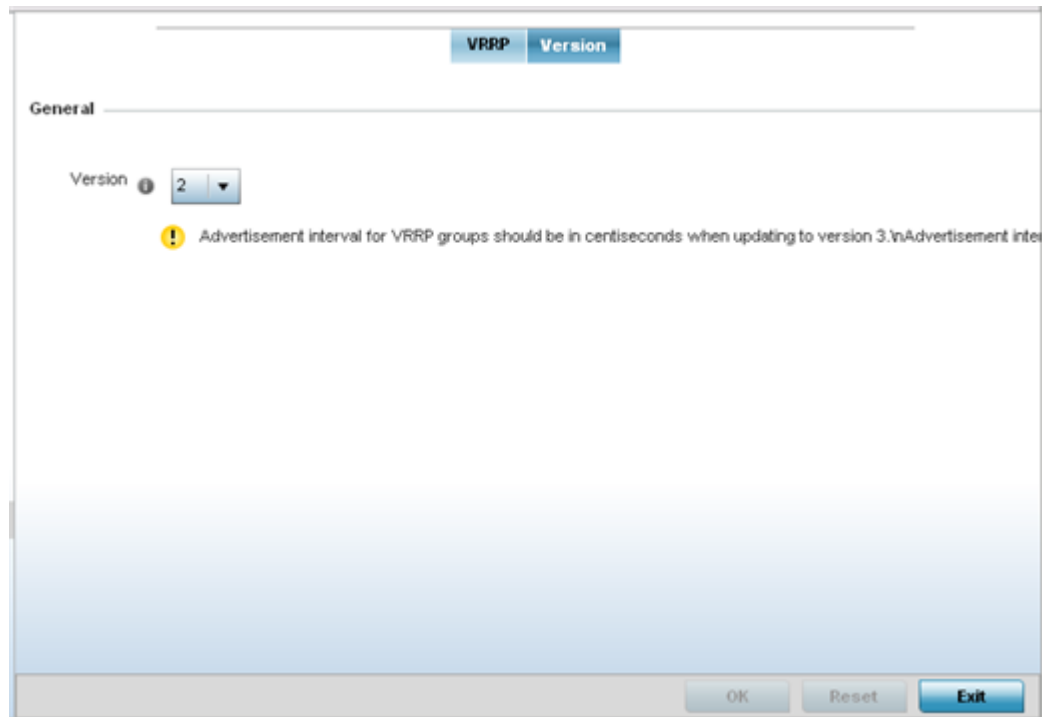 VRRP Version
General
Version 2
Advertisement interval for VRRP groups should be in centiseconds when updating to version 3.\nAdvertisement inte
OK Reset Exit